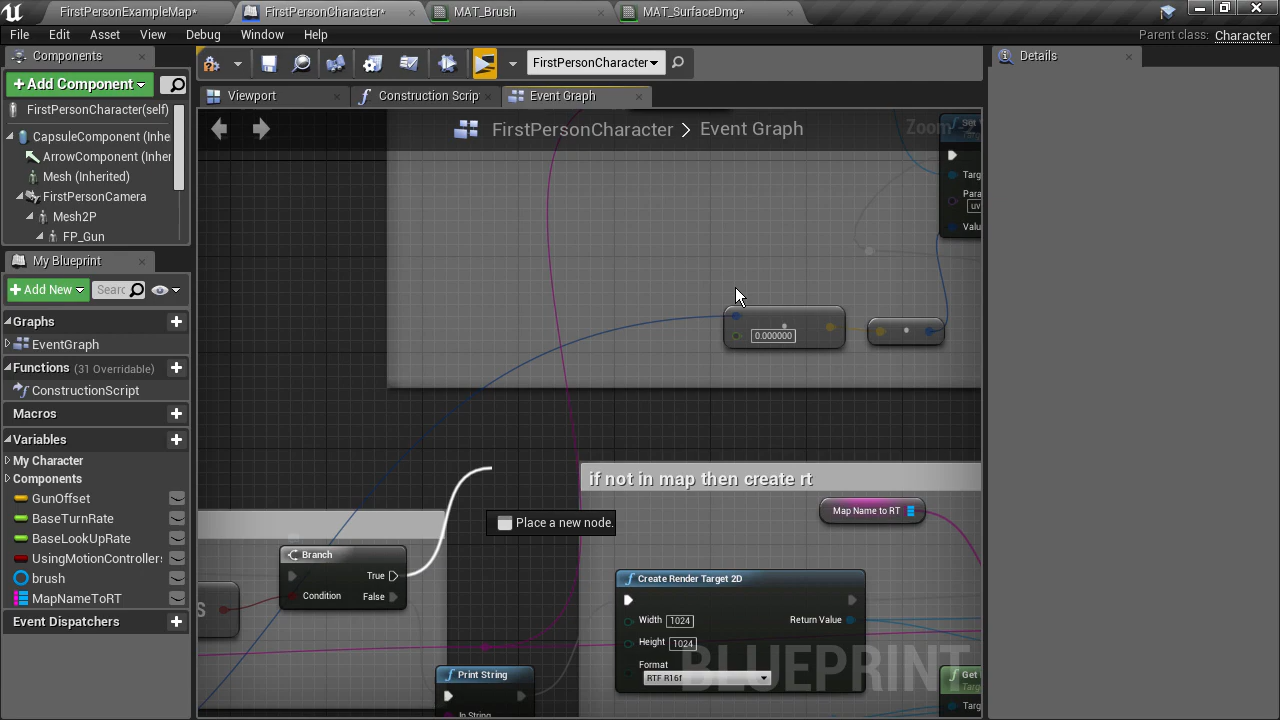 FirstPersonExampleMap*
FirstPersonCharacter*
MAT_Brush
MAT_SurfaceDmg*
File Edit Asset View Debug Window Help
Parent class: Character
Components
Details
Add Component
FirstPersonCharacter
FirstPersonCharacter(self)
Viewport
Construction Scrip
Event Graph
CapsuleComponent (Inhe
ArrowComponent (Inher
Mesh (Inherited)
FirstPersonCamera
Mesh2P
FP_Gun
FirstPersonCharacter > Event Graph
Zoom -2
Targ
Para
uv
Valu
My Blueprint
Add New
Searc
Graphs
EventGraph
Functions (31 Overridable)
ConstructionScript
Macros
Variables
My Character
Components
GunOffset
BaseTurnRate
BaseLookUpRate
UsingMotionControllers
brush
MapNameToRT
Event Dispatchers
0.000000
if not in map then create rt
Map Name to RT
Place a new node.
Branch
True
Condition
False
S
Create Render Target 2D
Width 1024
Return Value
Height 1024
Format
RTF R16f
Print String
In String
Get
Targ
BLUEPRINT